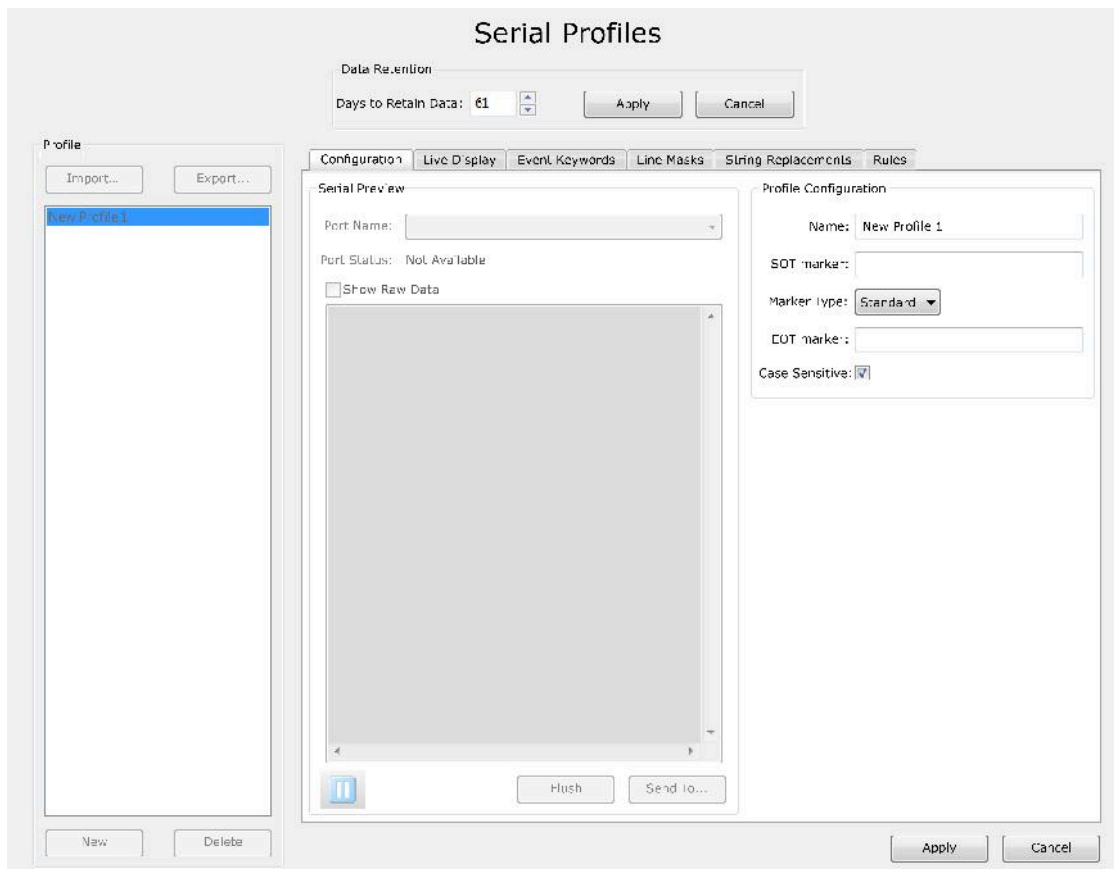 Serial Profiles
Data Retention
Days to Retain Data: 61
Apply
Cancel
Profile
Import...
Export...
New Profile 1
New
Delete
Configuration
Live Display
Event Keywords
Line Masks
String Replacements
Rules
Serial Preview
Port Name:
Port Status: Not Available
Show Raw Data
Flush
Send To...
Profile Configuration
Name: New Profile 1
SOT marker:
Marker Type: Standard
EOT marker:
Case Sensitive:
Apply
Cancel